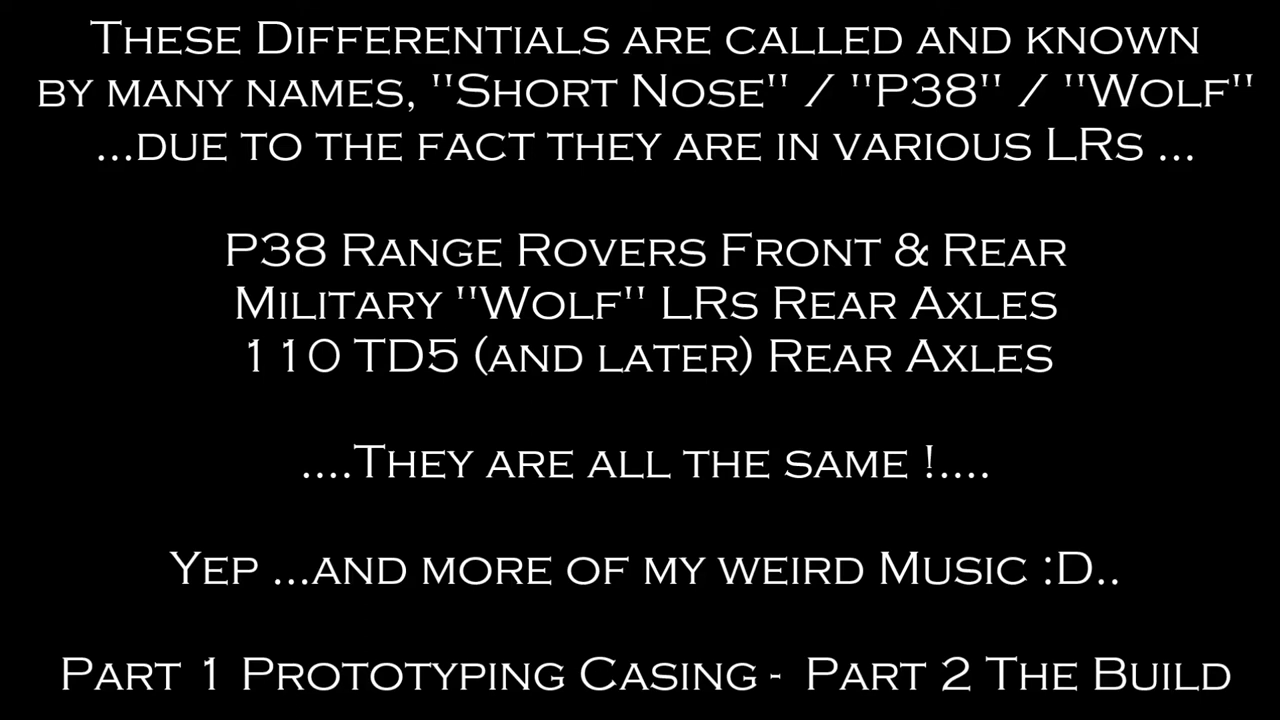 These Differentials are called and known
by many names, "Short Nose" / "P38" / "Wolf"
...due to the fact they are in various LRs ...
P38 Range Rovers Front & Rear
Military "Wolf" LRs Rear Axles
110 TD5 (and later) Rear Axles
....They are all the same !....
Yep ...and more of my weird Music :D..
Part 1 Prototyping Casing - Part 2 The Build